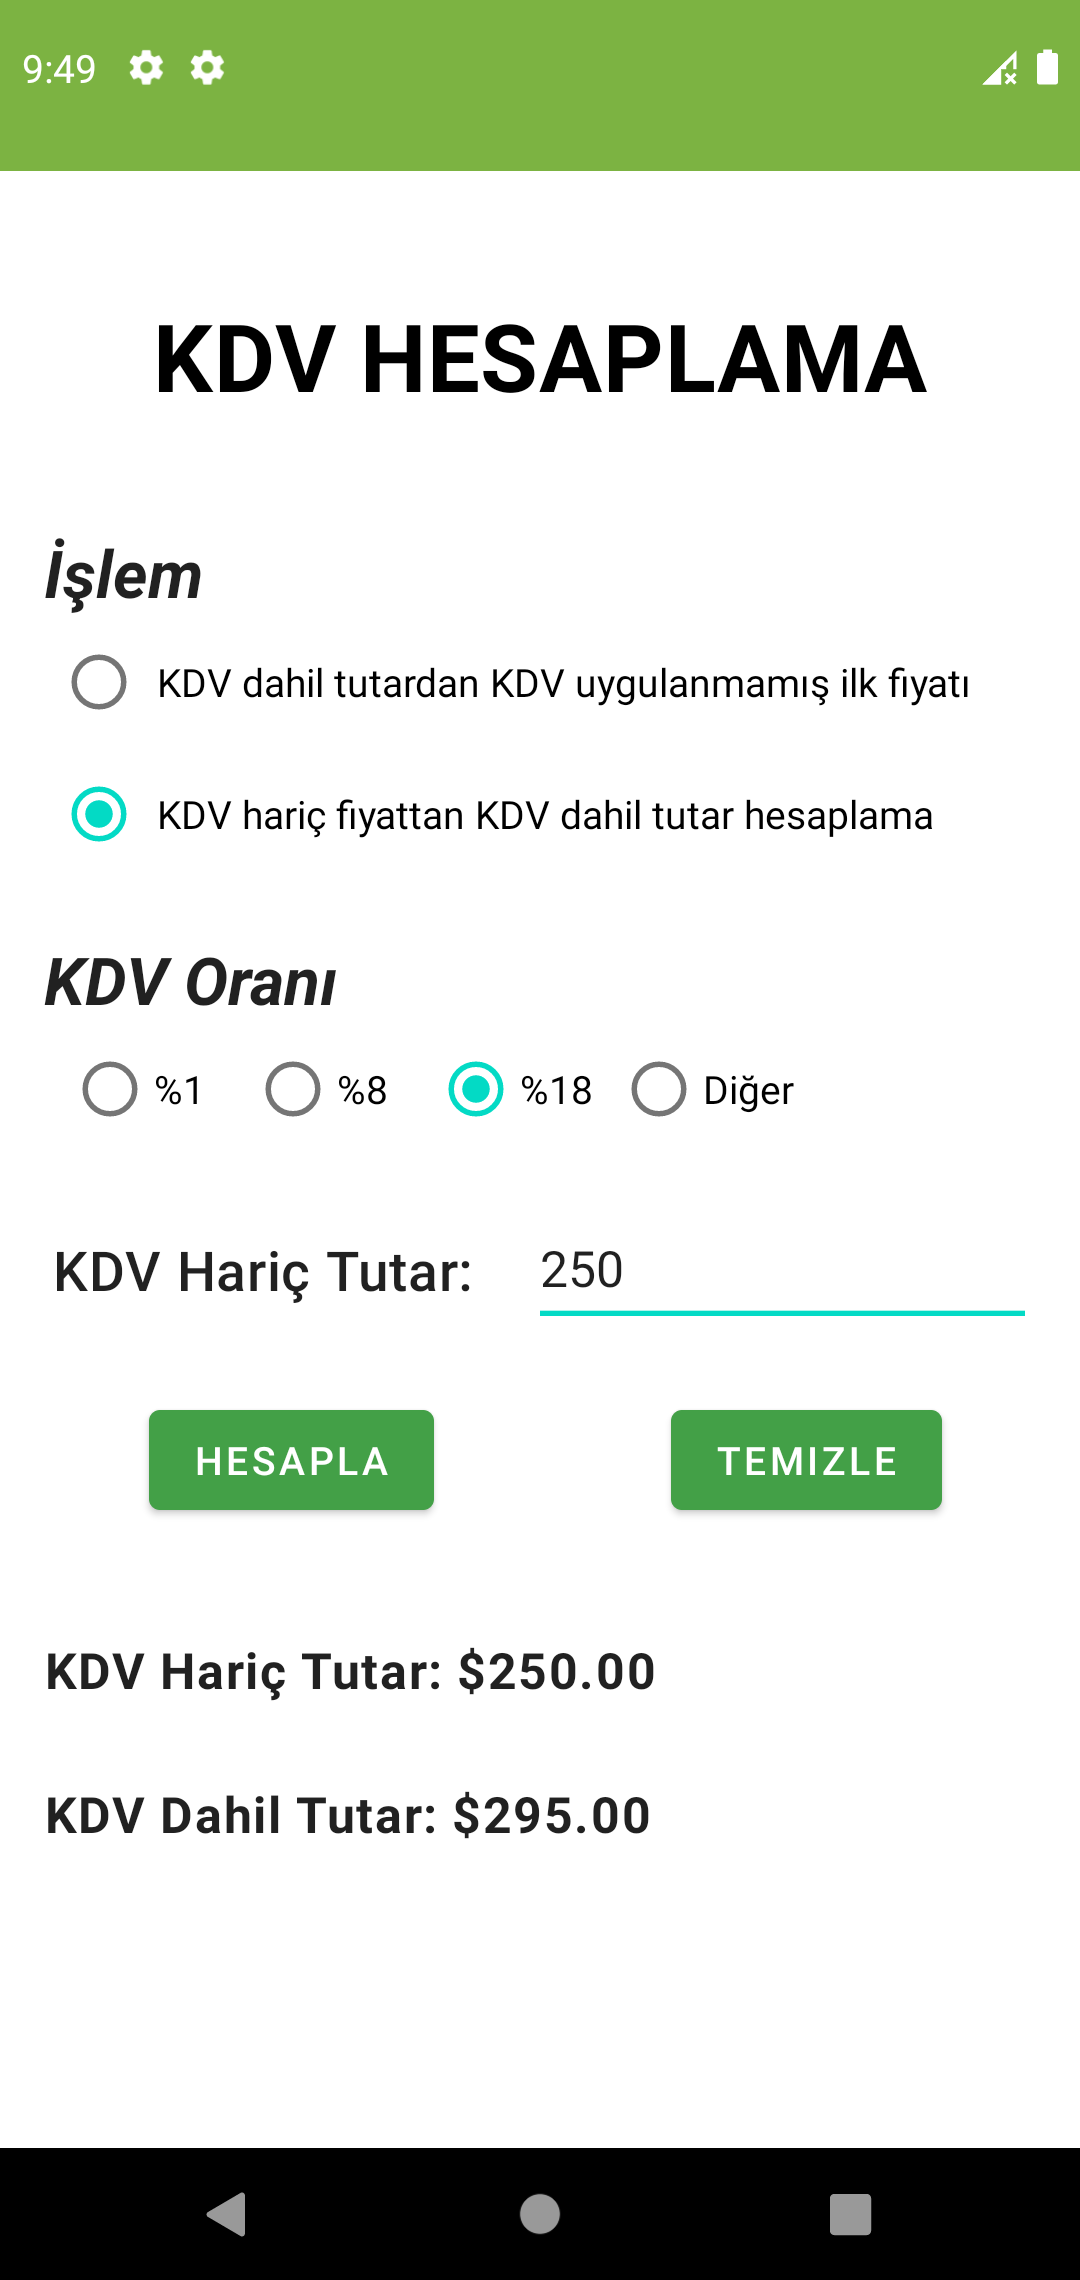 9:49
KDV HESAPLAMA
İşlem
KDV dahil tutardan KDV uygulanmamış ilk fiyatı
KDV hariç fiyattan KDV dahil tutar hesaplama
KDV Oranı
%1 %8 %18 Diğer
KDV Hariç Tutar: 250
HESAPLA TEMIZLE
KDV Hariç Tutar: $250.00
KDV Dahil Tutar: $295.00